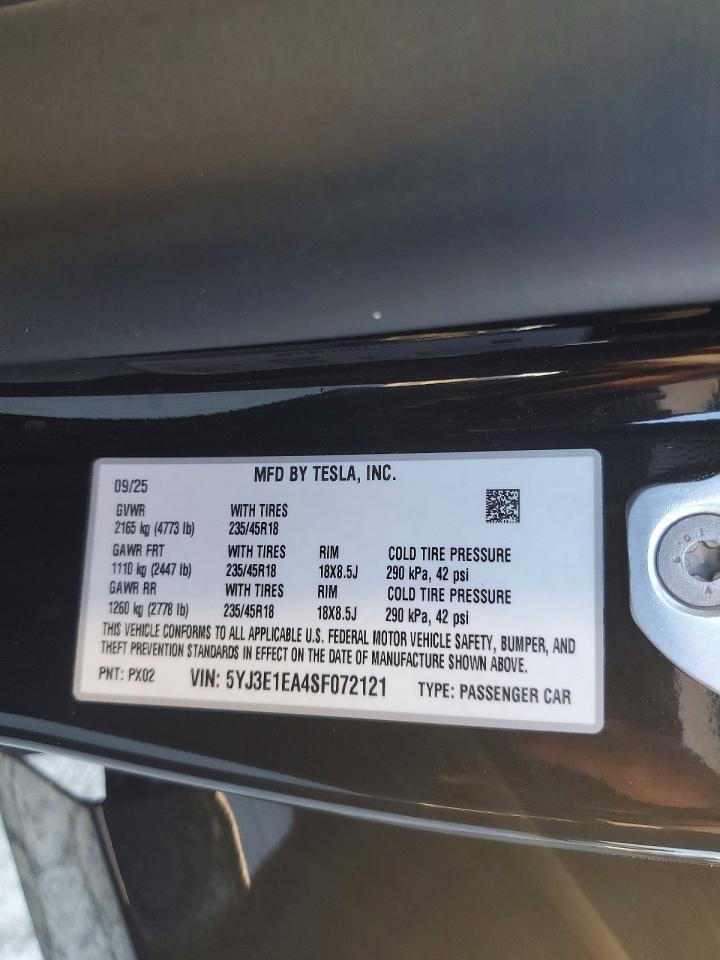 MFD BY TESLA, INC.
09/25
GVWR WITH TIRES
2165 kg (4773 lb) 235/45R18
GAWR FRT WITH TIRES RIM COLD TIRE PRESSURE
1110 kg (2447 lb) 235/45R18 18X8.5J 290 kPa, 42 psi
GAWR RR WITH TIRES RIM COLD TIRE PRESSURE
1260 kg (2778 lb) 235/45R18 18X8.5J 290 kPa, 42 psi
THIS VEHICLE CONFORMS TO ALL APPLICABLE U.S. FEDERAL MOTOR VEHICLE SAFETY, BUMPER, AND
THEFT PREVENTION STANDARDS IN EFFECT ON THE DATE OF MANUFACTURE SHOWN ABOVE.
PNT: PX02 VIN: 5YJ3E1EA4SF072121 TYPE: PASSENGER CAR